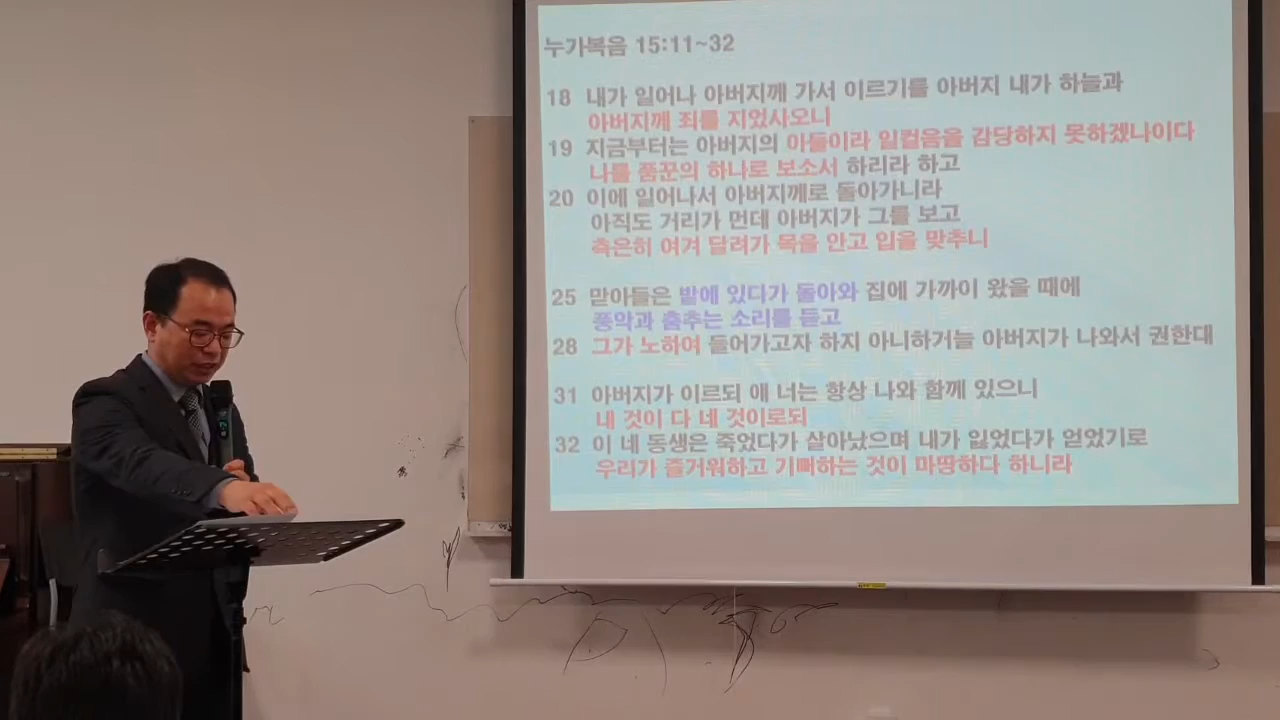 누가복음 15:11~32
18 내가 일어나 아버지께 가서 이르기를 아버지 내가 하늘과
아버지께 죄를 지었사오니
19 지금부터는 아버지의 아들이라 일컬음을 감당하지 못하겠나이다
나를 품꾼의 하나로 보소서 하리라 하고
20 이에 일어나서 아버지께로 돌아가니라
아직도 거리가 먼데 아버지가 그를 보고
측은히 여겨 달려가 목을 안고 입을 맞추니
25 맏아들은 밭에 있다가 돌아와 집에 가까이 왔을 때에
풍악과 춤추는 소리를 듣고
28 그가 노하여 들어가고자 하지 아니하거늘 아버지가 나와서 권한대
31 아버지가 이르되 얘 너는 항상 나와 함께 있으니
내 것이 다 네 것이로되
32 이 네 동생은 죽었다가 살아났으며 내가 잃었다가 얻었기로
우리가 즐거워하고 기뻐하는 것이 마땅하다 하니라